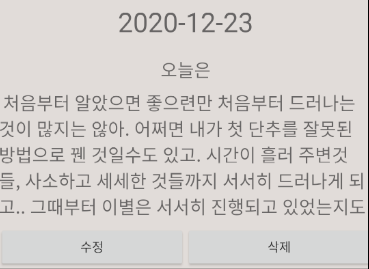 2020-12-23
오늘은
처음부터 알았으면 좋으련만 처음부터 드러나는
것이 많지는 않아. 어쩌면 내가 첫 단추를 잘못된
방법으로 꿴 것일수도 있고. 시간이 흘러 주변것
들, 사소하고 세세한 것들까지 서서히 드러나게 되
고.. 그때부터 이별은 서서히 진행되고 있었는지도
수정 삭제